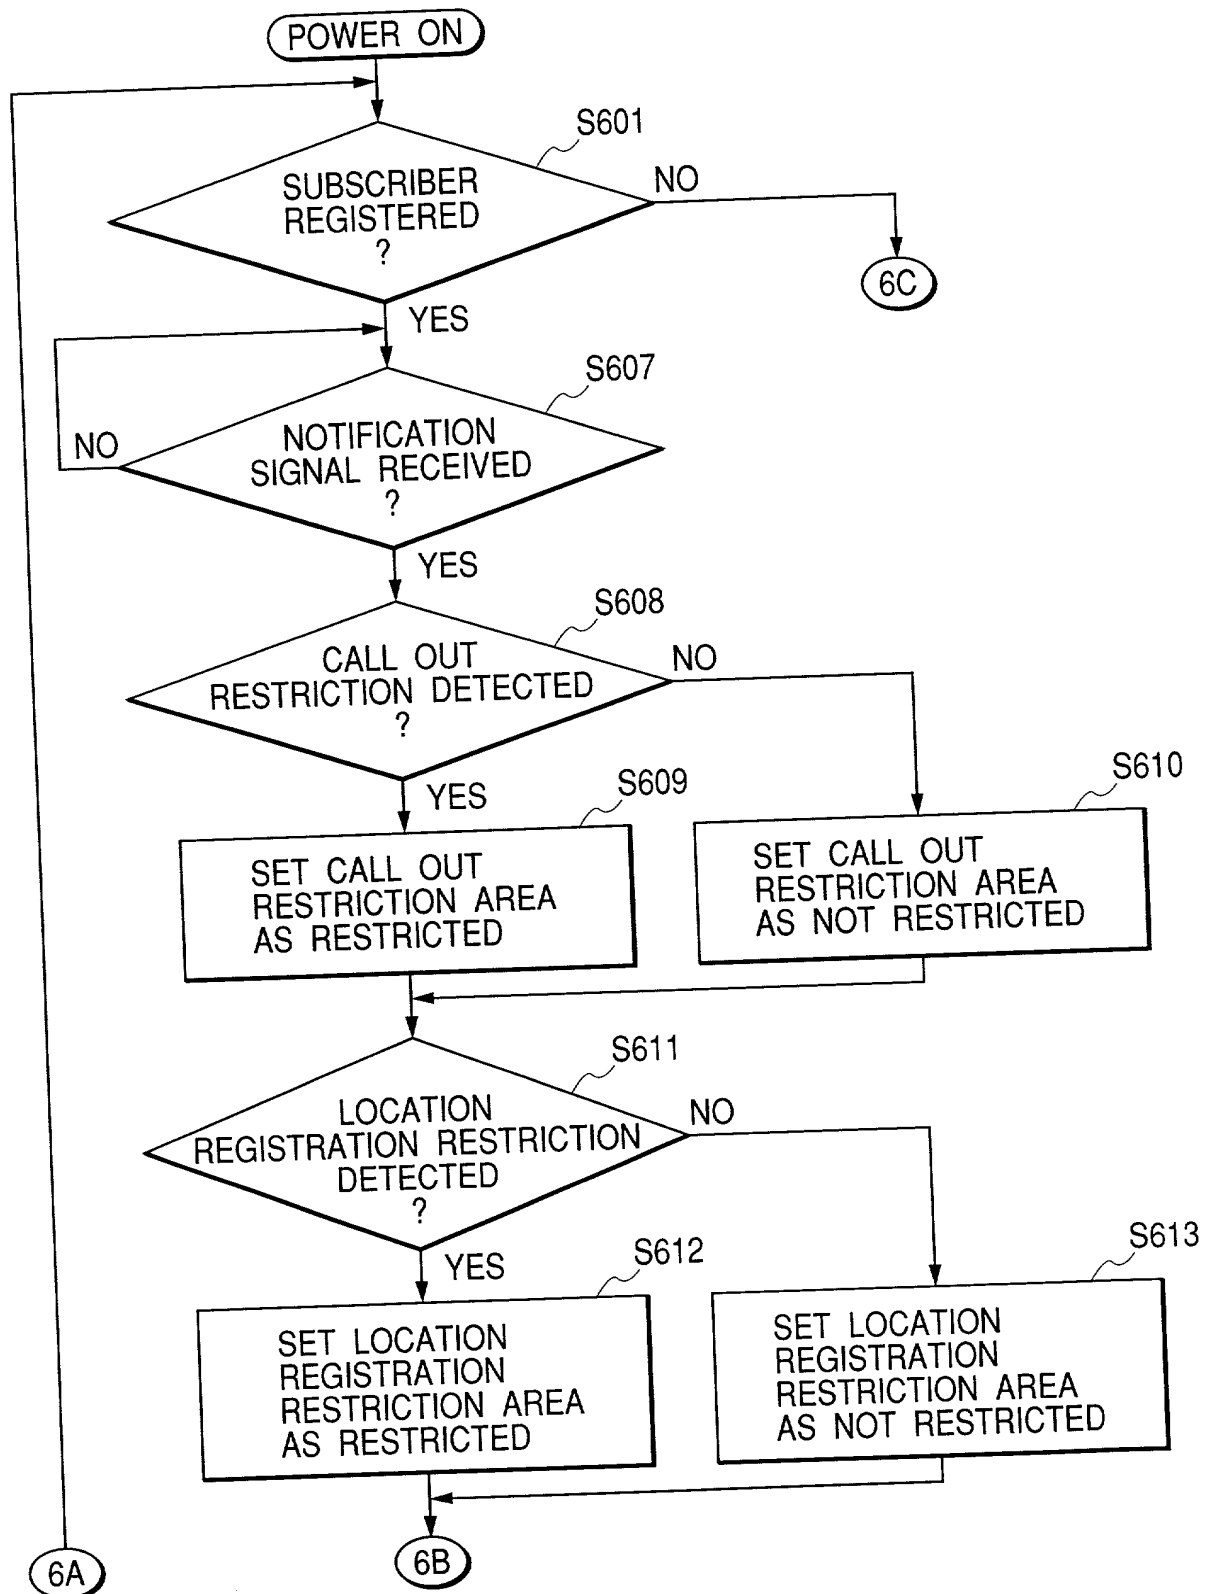 POWER ON
S601
SUBSCRIBER
REGISTERED
?
NO
6C
YES
S607
NOTIFICATION
SIGNAL RECEIVED
?
NO
YES
S608
CALL OUT
RESTRICTION DETECTED
?
NO
YES
S609
SET CALL OUT
RESTRICTION AREA
AS RESTRICTED
S610
SET CALL OUT
RESTRICTION AREA
AS NOT RESTRICTED
S611
LOCATION
REGISTRATION RESTRICTION
DETECTED
?
NO
YES
S612
SET LOCATION
REGISTRATION
RESTRICTION AREA
AS RESTRICTED
S613
SET LOCATION
REGISTRATION
RESTRICTION AREA
AS NOT RESTRICTED
6A
6B